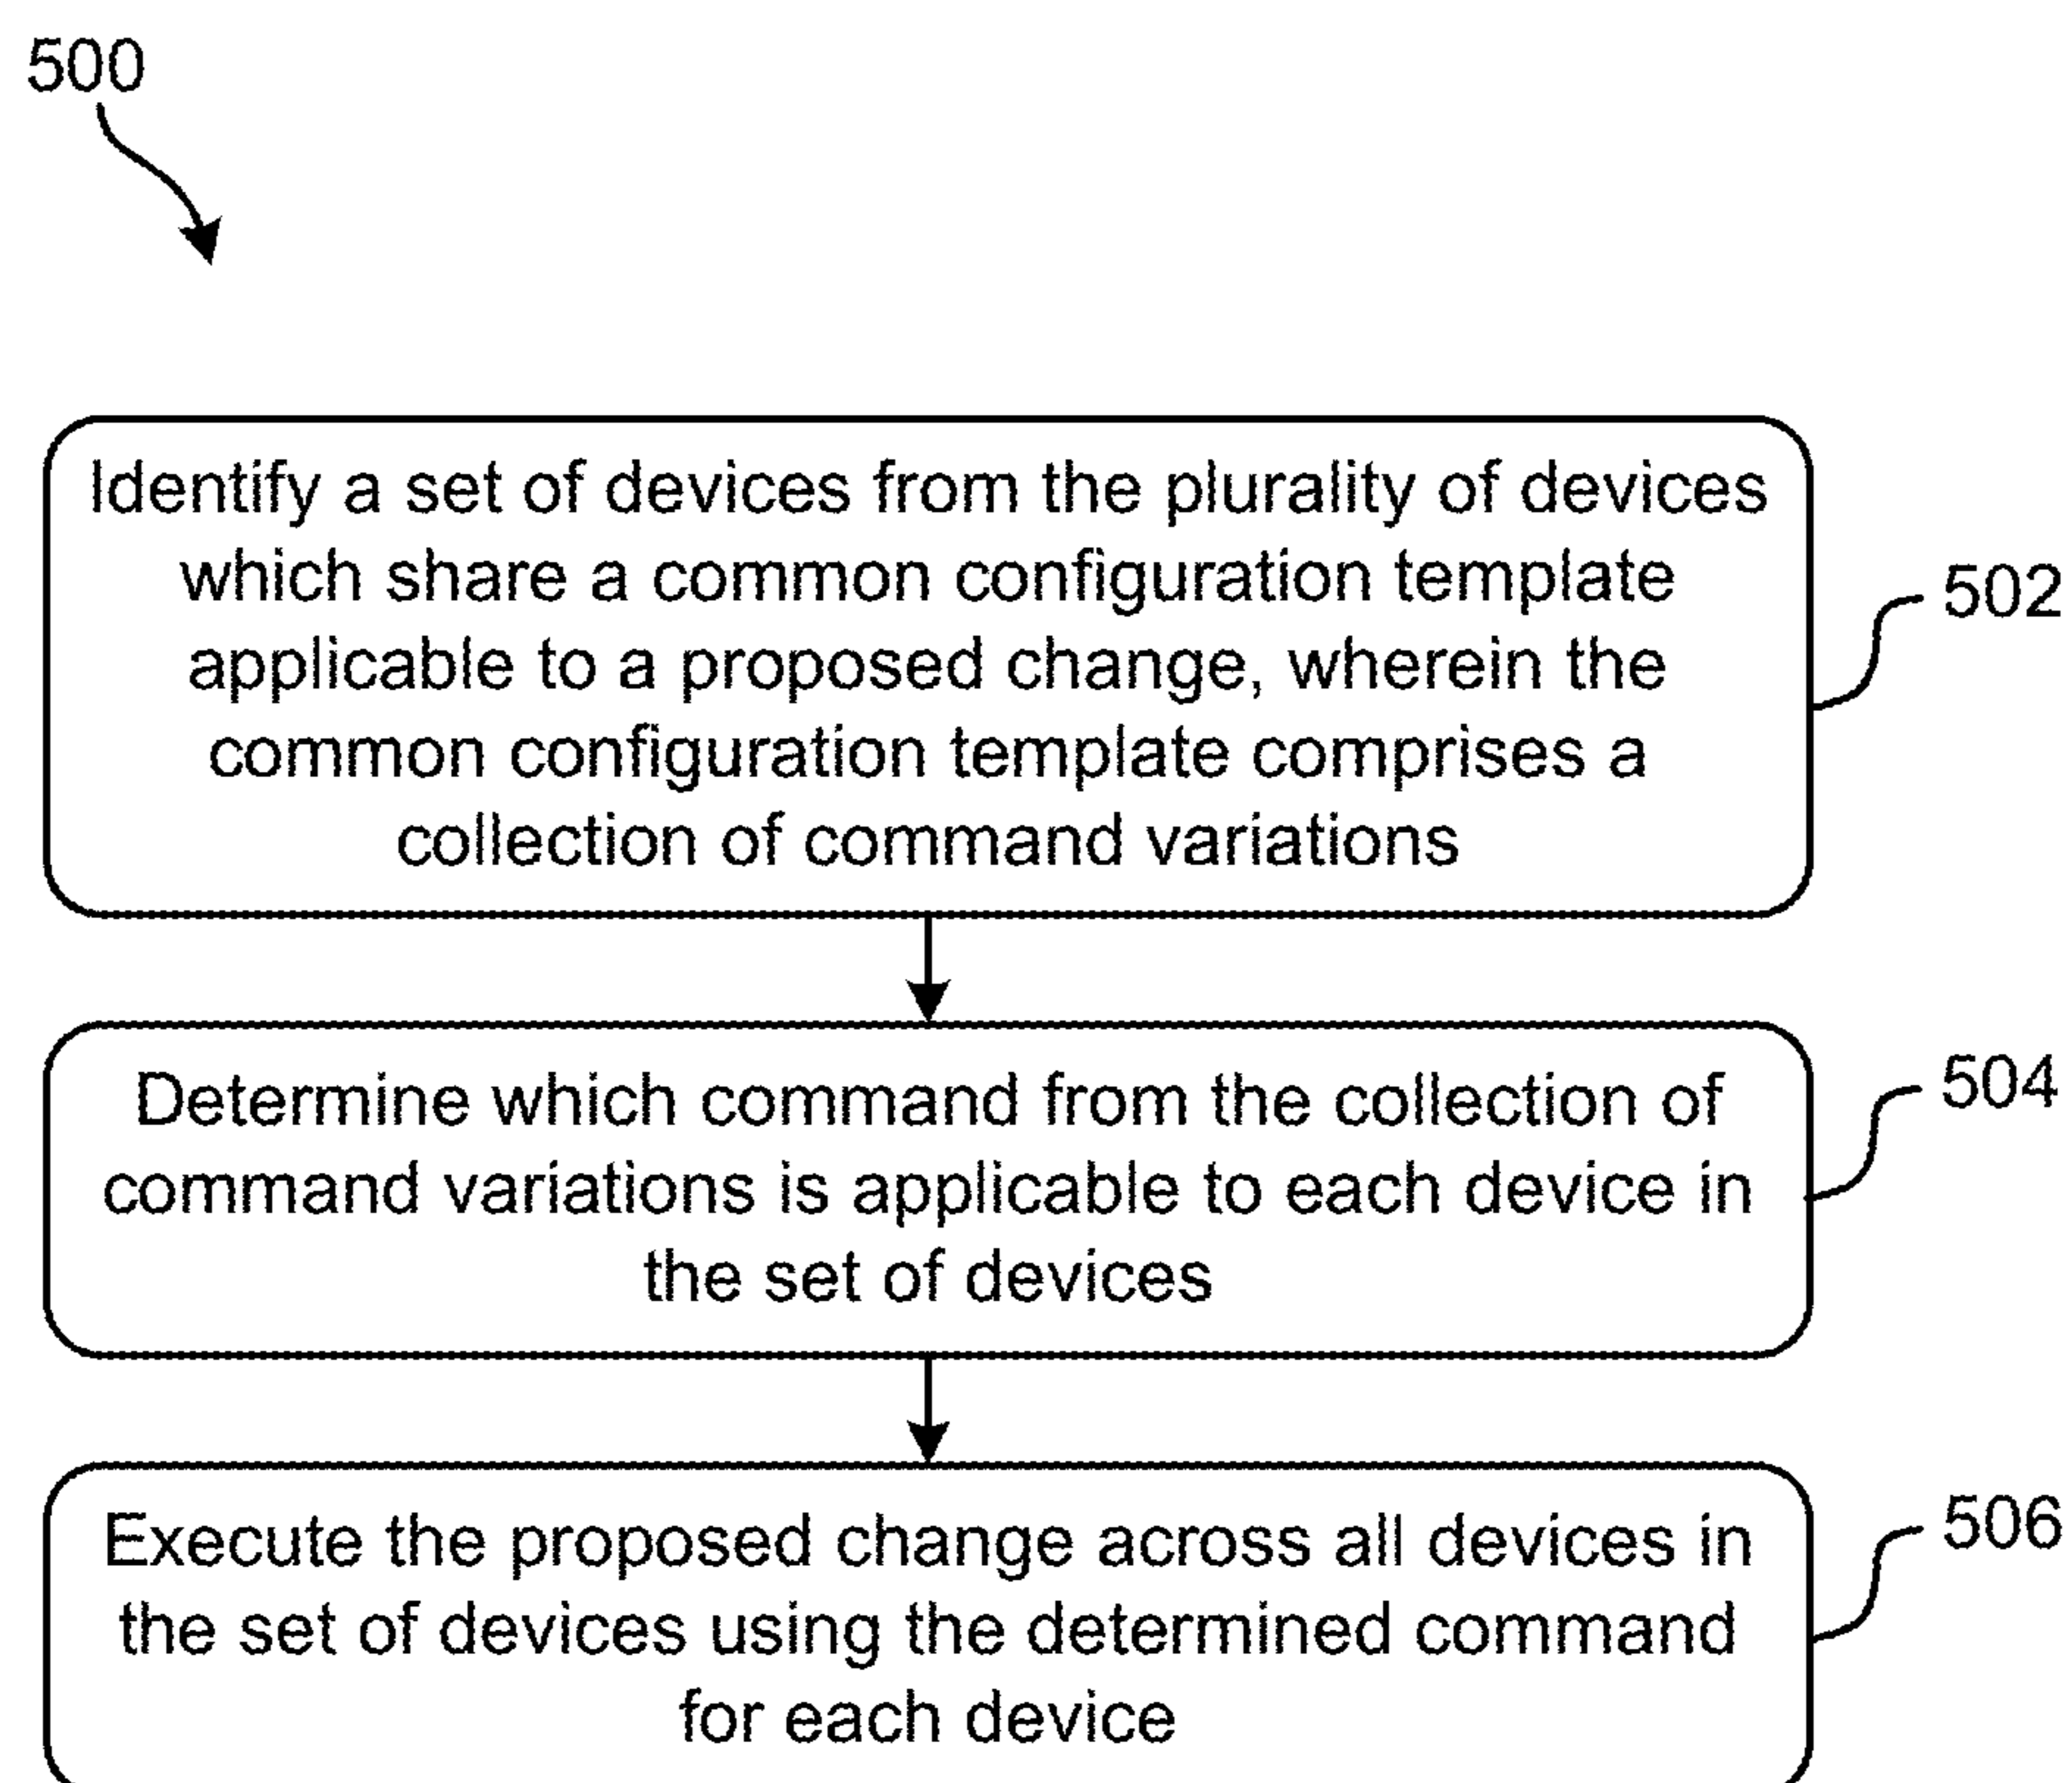 500
Identify a set of devices from the plurality of devices
which share a common configuration template
applicable to a proposed change, wherein the
common configuration template comprises a
collection of command variations
502
Determine which command from the collection of
command variations is applicable to each device in
the set of devices
504
Execute the proposed change across all devices in
the set of devices using the determined command
for each device
506